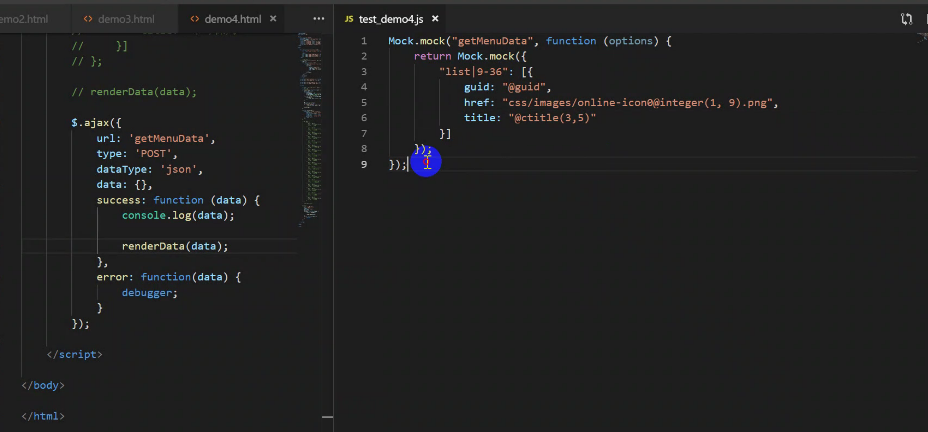 emo2.html
demo3.html
demo4.html
JS test_demo4.js
// }]
// };
// renderData(data);
$.ajax({
url: 'getMenuData',
type: 'POST',
dataType: 'json',
data: {},
success: function (data) {
console.log(data);
renderData(data);
},
error: function(data) {
debugger;
}
});
</script>
</body>
</html>
1 Mock.mock("getMenuData", function (options) {
2 return Mock.mock({
3 "list|9-36": [{
4 guid: "@guid",
5 href: "css/images/online-icon0@integer(1, 9).png",
6 title: "@ctitle(3,5)"
7 }]
8 });
9 });